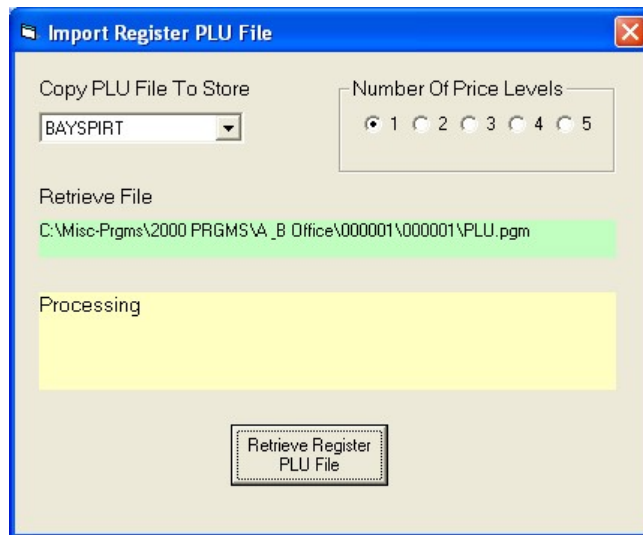 Import Register PLU File
Copy PLU File To Store
BAYSPIRT
Number Of Price Levels
1 2 3 4 5
Retrieve File
C:\Misc-Prgms\2000 PRGMS\A_B Office\000001\000001\PLU.pgm
Processing
Retrieve Register
PLU File